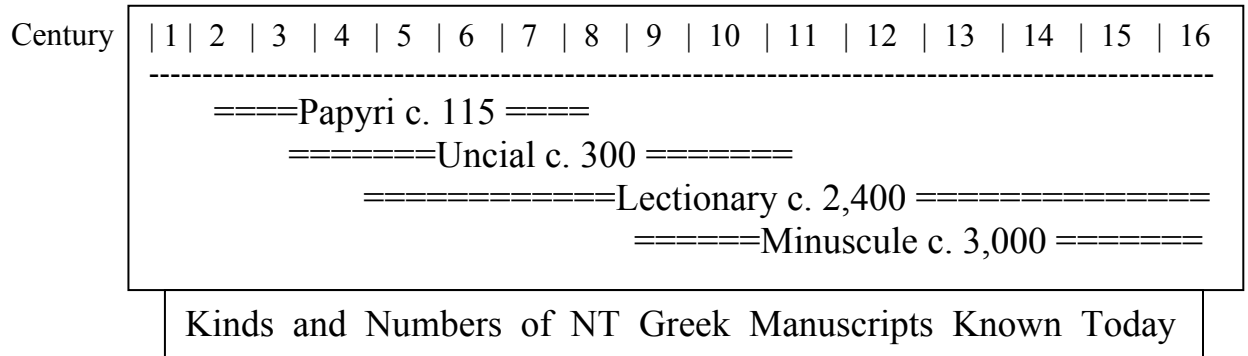 Century | 1 | 2 | 3 | 4 | 5 | 6 | 7 | 8 | 9 | 10 | 11 | 12 | 13 | 14 | 15 | 16
--------------------------------------------------------------------------------------------------------
====Papyri c. 115 ====
=======Uncial c. 300 =======
============Lectionary c. 2,400 ==============
======Minuscule c. 3,000 =======
Kinds and Numbers of NT Greek Manuscripts Known Today